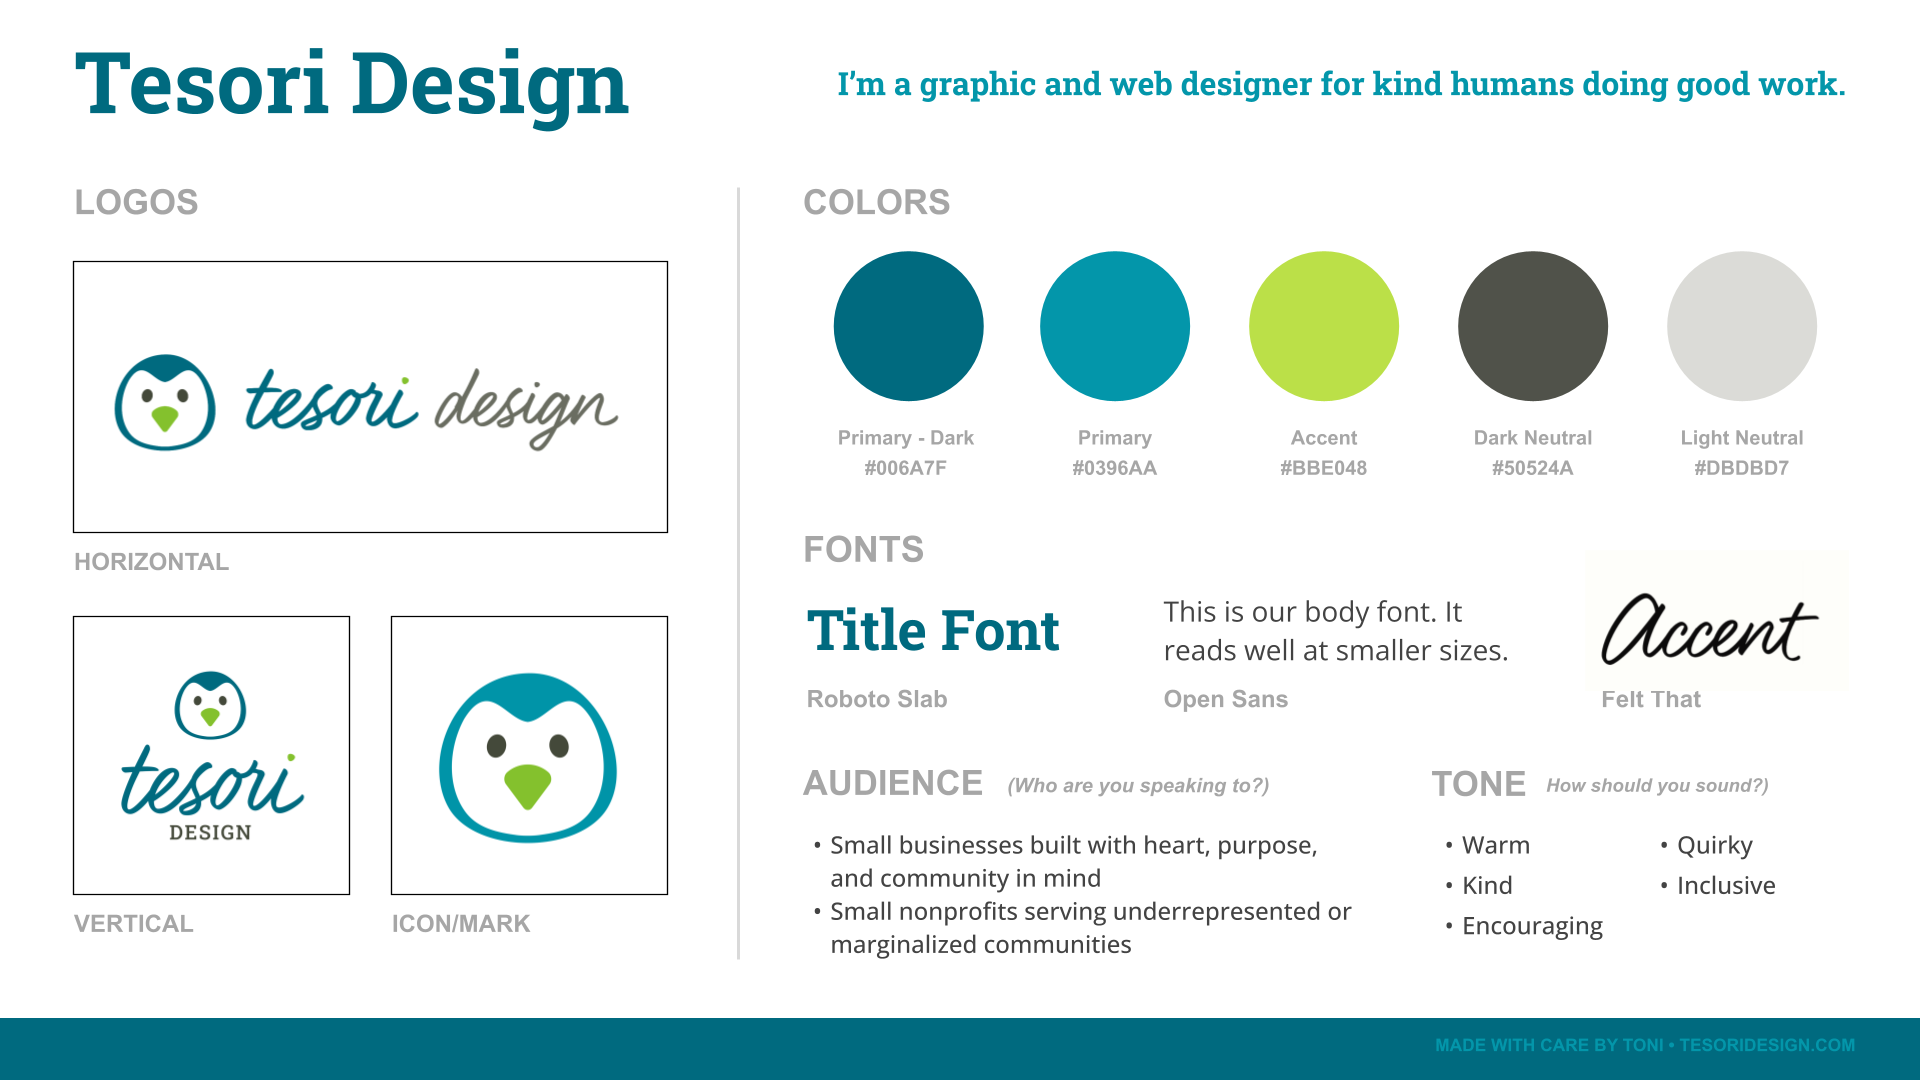 Tesori Design
I’m a graphic and web designer for kind humans doing good work.
LOGOS
tesori design
HORIZONTAL
tesori
DESIGN
VERTICAL
ICON/MARK
COLORS
Primary - Dark
#006A7F
Primary
#0396AA
Accent
#BBE048
Dark Neutral
#50524A
Light Neutral
#DBDBD7
FONTS
Title Font
Roboto Slab
This is our body font. It
reads well at smaller sizes.
Open Sans
Accent
Felt That
AUDIENCE (Who are you speaking to?)
• Small businesses built with heart, purpose,
and community in mind
• Small nonprofits serving underrepresented or
marginalized communities
TONE How should you sound?)
• Warm
• Kind
• Encouraging
• Quirky
• Inclusive
MADE WITH CARE BY TONI • TESORIDESIGN.COM